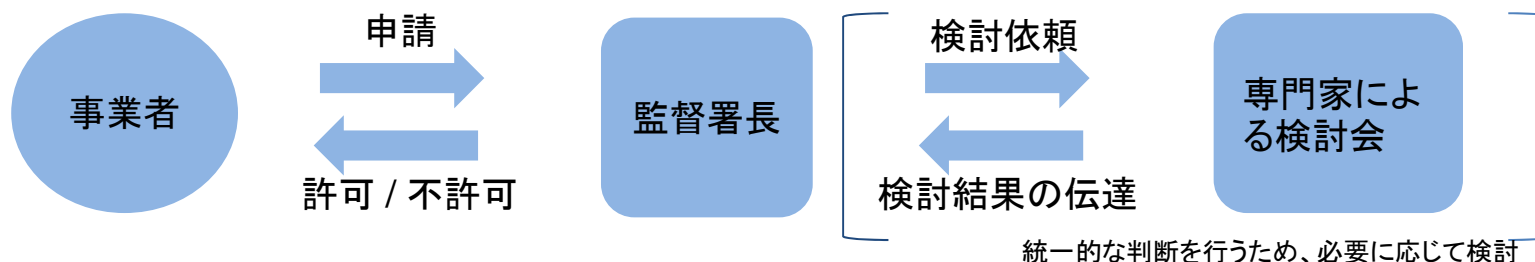 申請
検討依頼
事業者
監督署長
専門家によ
る検討会
許可 / 不許可
検討結果の伝達
統一的な判断を行うため、必要に応じて検討